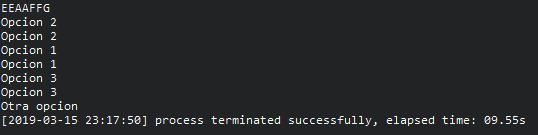 EEAAFFG
Opcion 2
Opcion 2
Opcion 1
Opcion 1
Opcion 3
Opcion 3
Otra opcion
[2019-03-15 23:17:50] process terminated successfully, elapsed time: 09.55s